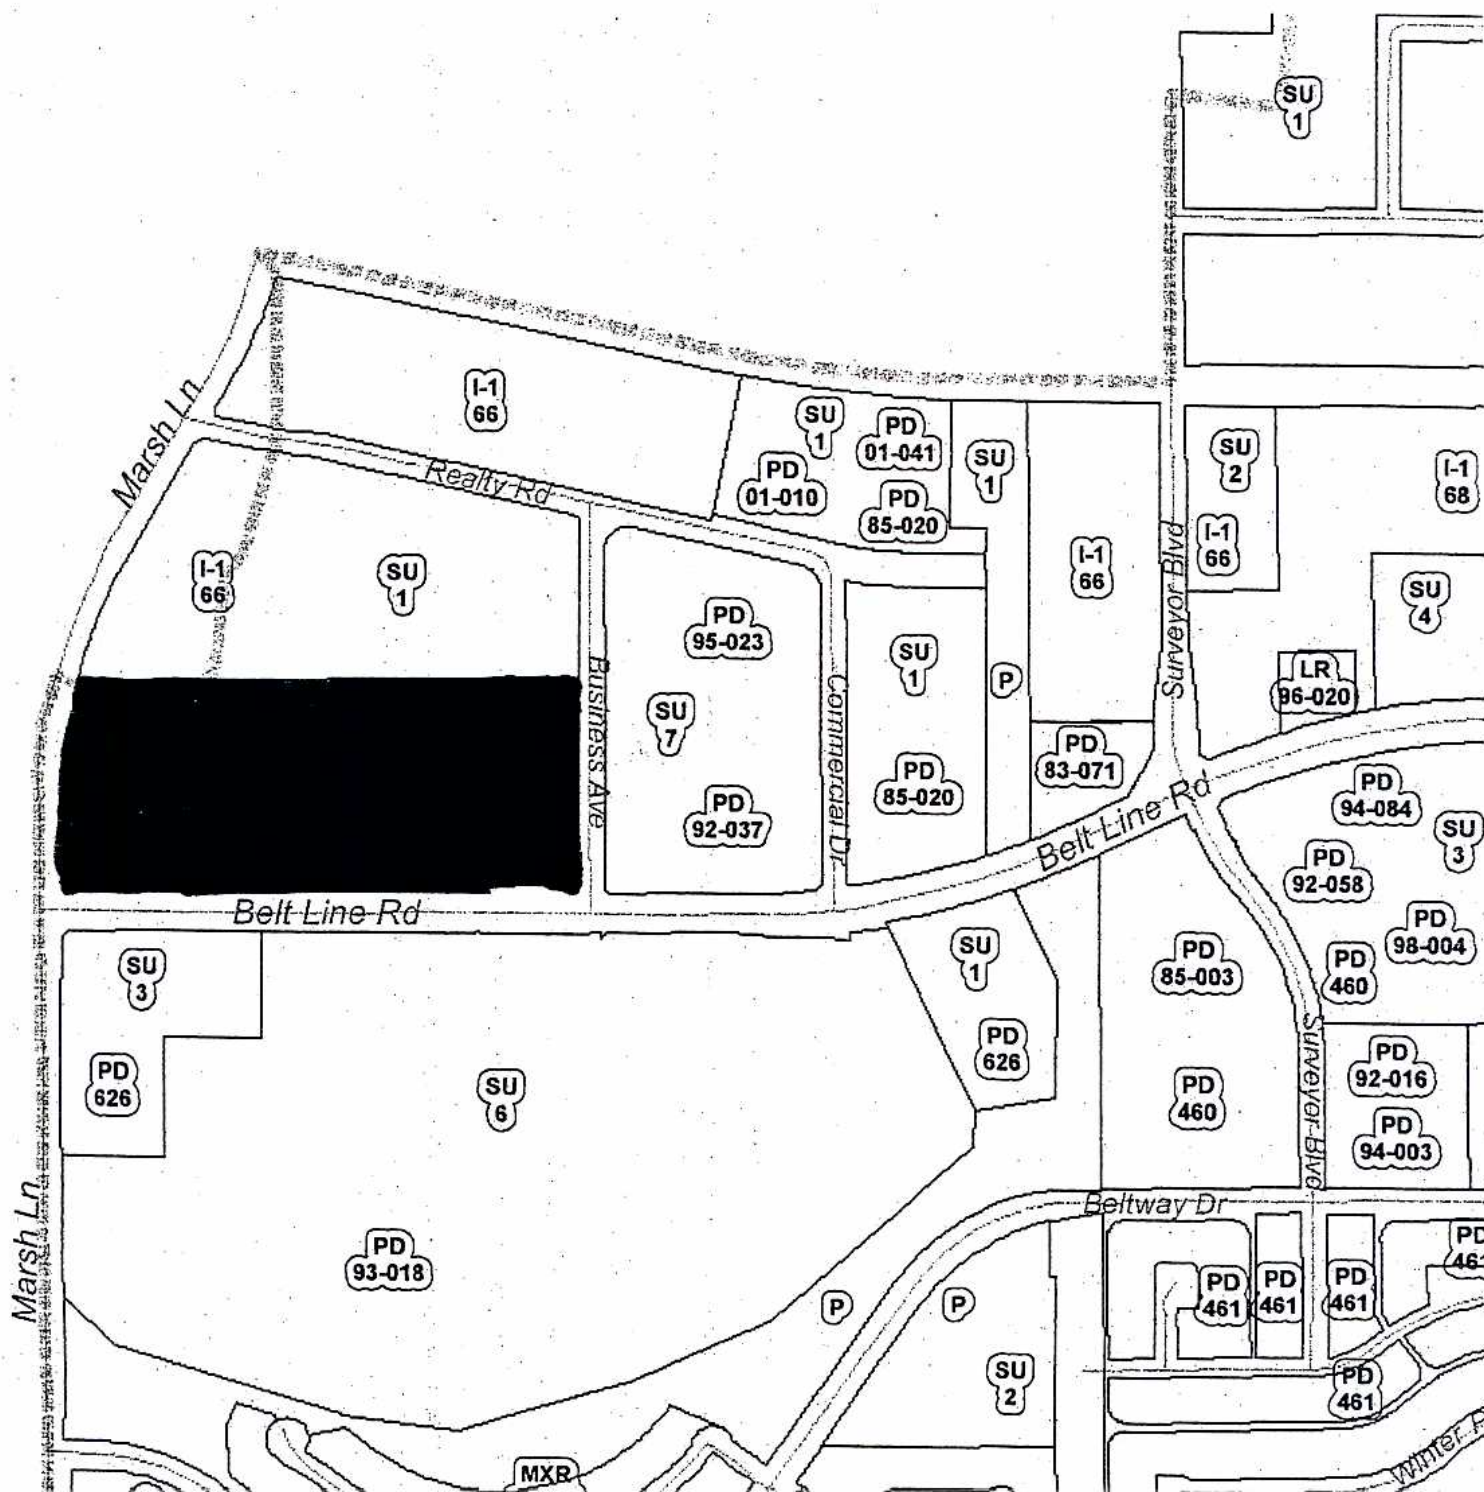 SU
1
I-1
66
SU
1
PD
01-041
PD
01-010
PD
85-020
SU
1
SU
2
I-1
68
Marsh Ln
Realty Rd
I-1
66
I-1
66
SU
1
I-1
66
Surveyor Blvd
SU
4
PD
95-023
SU
1
P
LR
96-020
Business Ave
SU
7
Commercial Dr
PD
83-071
PD
85-020
PD
92-037
Belt Line Rd
PD
94-084
SU
3
PD
92-058
Belt Line Rd
SU
3
SU
1
PD
85-003
PD
98-004
PD
460
PD
626
SU
6
PD
626
PD
460
Surveyor Blvd
PD
92-016
PD
94-003
Marsh Ln
Beltway Dr
PD
93-018
P
P
PD
461
PD
461
PD
461
PD
461
SU
2
PD
461
MXR
Winter